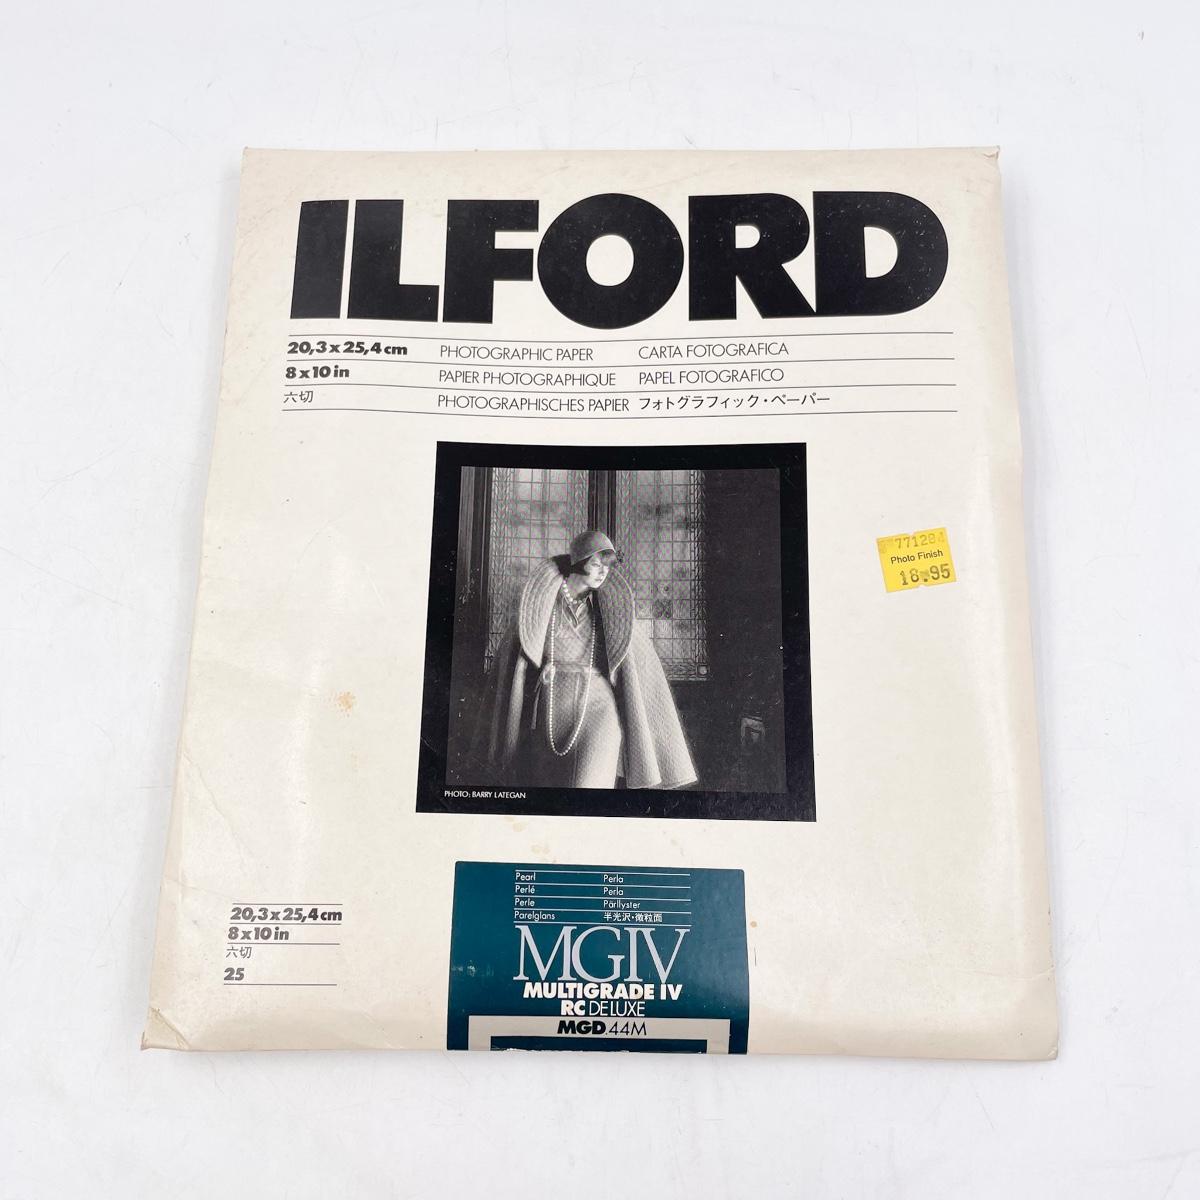 ILFORD
20,3 x 25,4 cm PHOTOGRAPHIC PAPER CARTA FOTOGRAFICA
8 x 10 in PAPIER PHOTOGRAPHIQUE PAPEL FOTOGRAFICO
六切 PHOTOGRAPHISCHES PAPIER フォトグラフィック・ペーパー
Photo Finish
18.95
PHOTO: BARRY LATEGAN
Pearl Perla
Perlé Perla
Perle Pärllyster
Parelglans 半光沢・微粒面
MGIV
MULTIGRADE IV
RC DE LUXE
MGD.44M
20,3 x 25,4 cm
8 x 10 in
六切
25